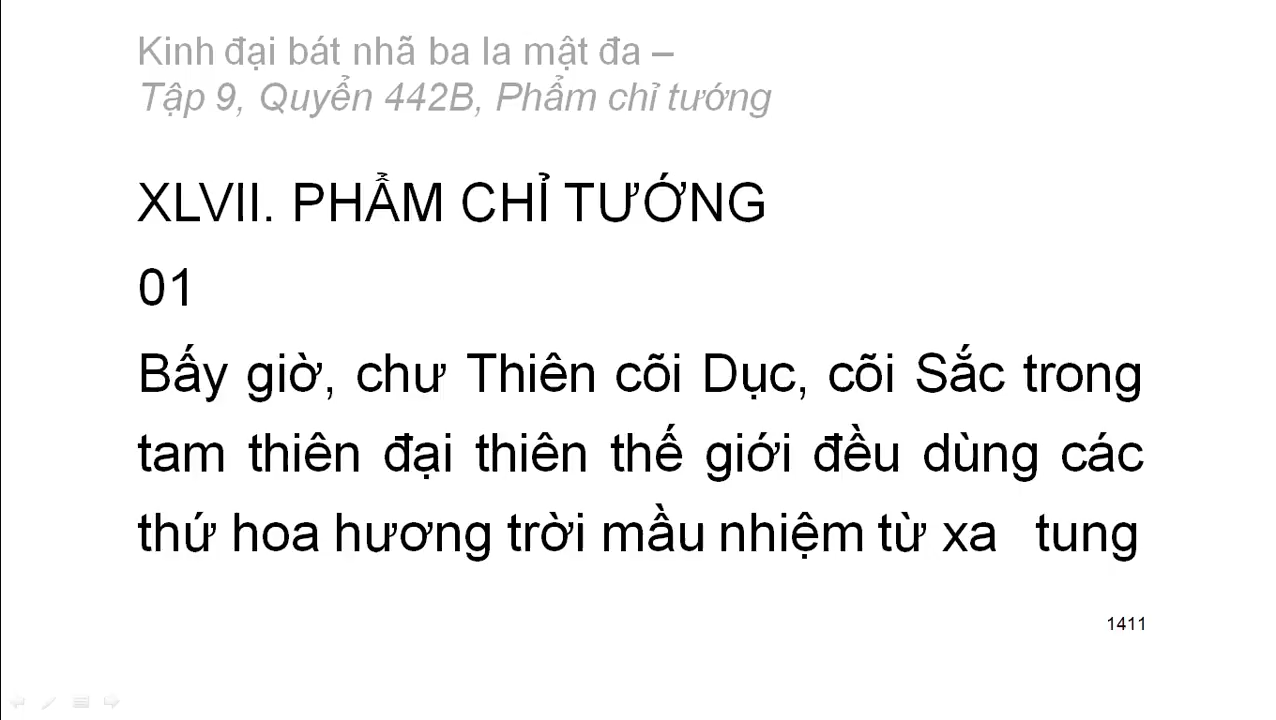 Kinh đại bát nhã ba la mật đa –
Tập 9, Quyển 442B, Phẩm chỉ tướng
XLVII. PHẨM CHỈ TƯỚNG
01
Bấy giờ, chư Thiên cõi Dục, cõi Sắc trong
tam thiên đại thiên thế giới đều dùng các
thứ hoa hương trời mầu nhiệm từ xa tung
1411